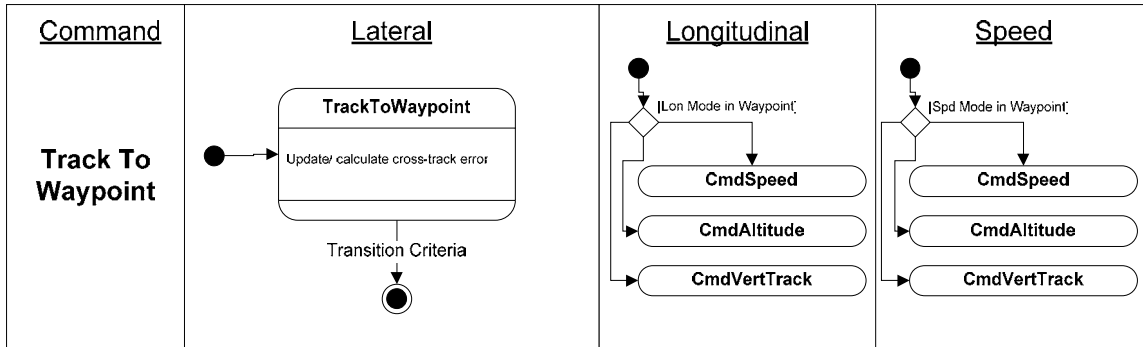 Command
Track To
Waypoint
Lateral
TrackToWaypoint
Update/ calculate cross-track error
Transition Criteria
Longitudinal
[Lon Mode in Waypoint]
CmdSpeed
CmdAltitude
CmdVertTrack
Speed
[Spd Mode in Waypoint]
CmdSpeed
CmdAltitude
CmdVertTrack